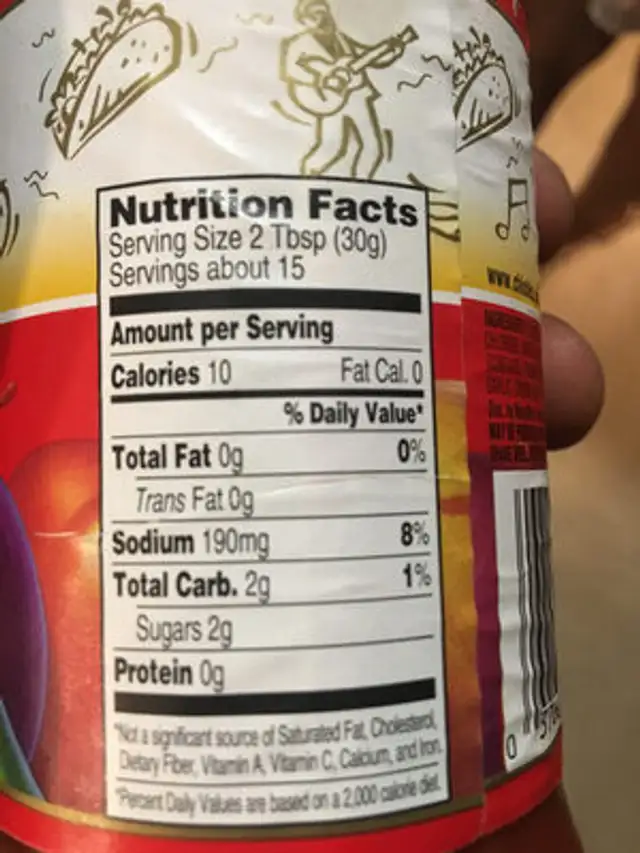 Nutrition Facts
Serving Size 2 Tbsp (30g)
Servings about 15
Amount per Serving
Calories 10 Fat Cal. 0
% Daily Value*
Total Fat 0g 0%
Trans Fat 0g
Sodium 190mg 8%
Total Carb. 2g 1%
Sugars 2g
Protein 0g
*Not a significant source of Saturated Fat, Cholesterol,
Dietary Fiber, Vitamin A, Vitamin C, Calcium, and Iron.
*Percent Daily Values are based on a 2,000 calorie diet.
www.
0